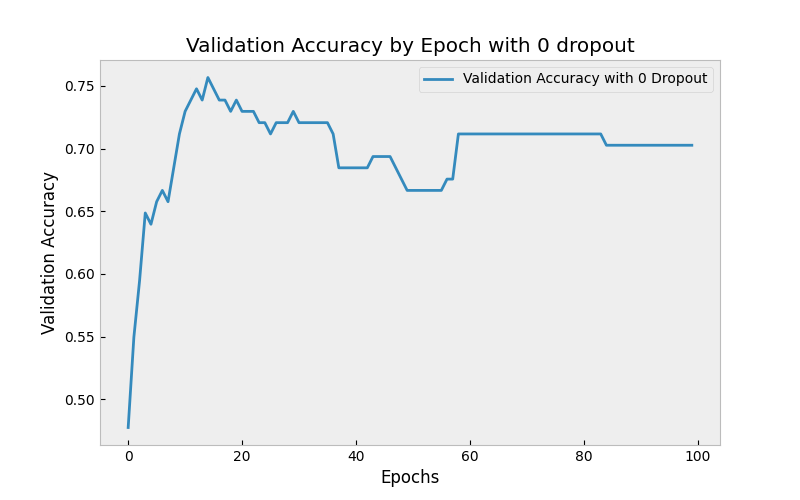 Validation Accuracy by Epoch with 0 dropout
Validation Accuracy with 0 Dropout
Validation Accuracy
0.75
0.70
0.65
0.60
0.55
0.50
0 20 40 60 80 100
Epochs